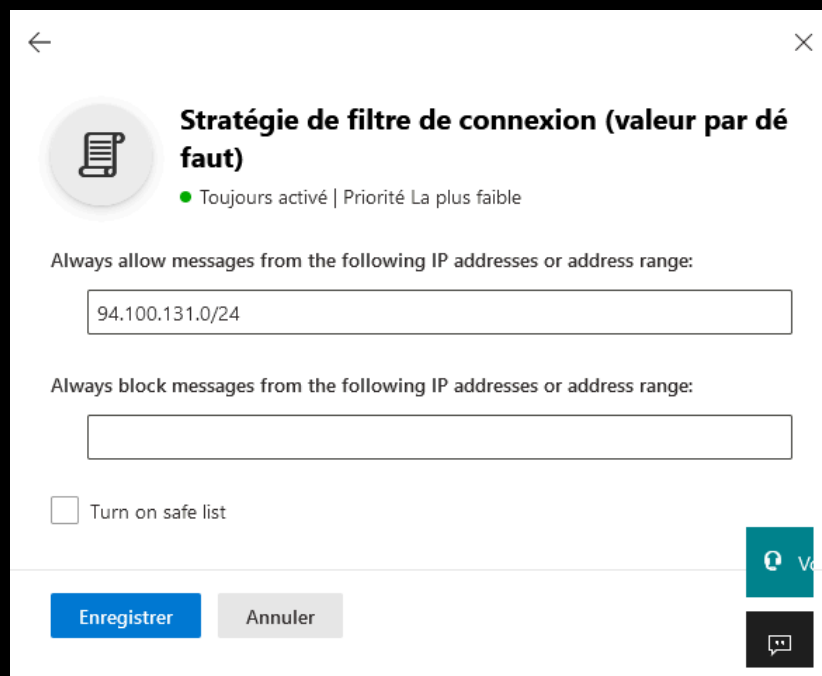 Stratégie de filtre de connexion (valeur par dé
faut)
Toujours activé | Priorité La plus faible
Always allow messages from the following IP addresses or address range:
94.100.131.0/24
Always block messages from the following IP addresses or address range:
Turn on safe list
Vo
Enregistrer
Annuler